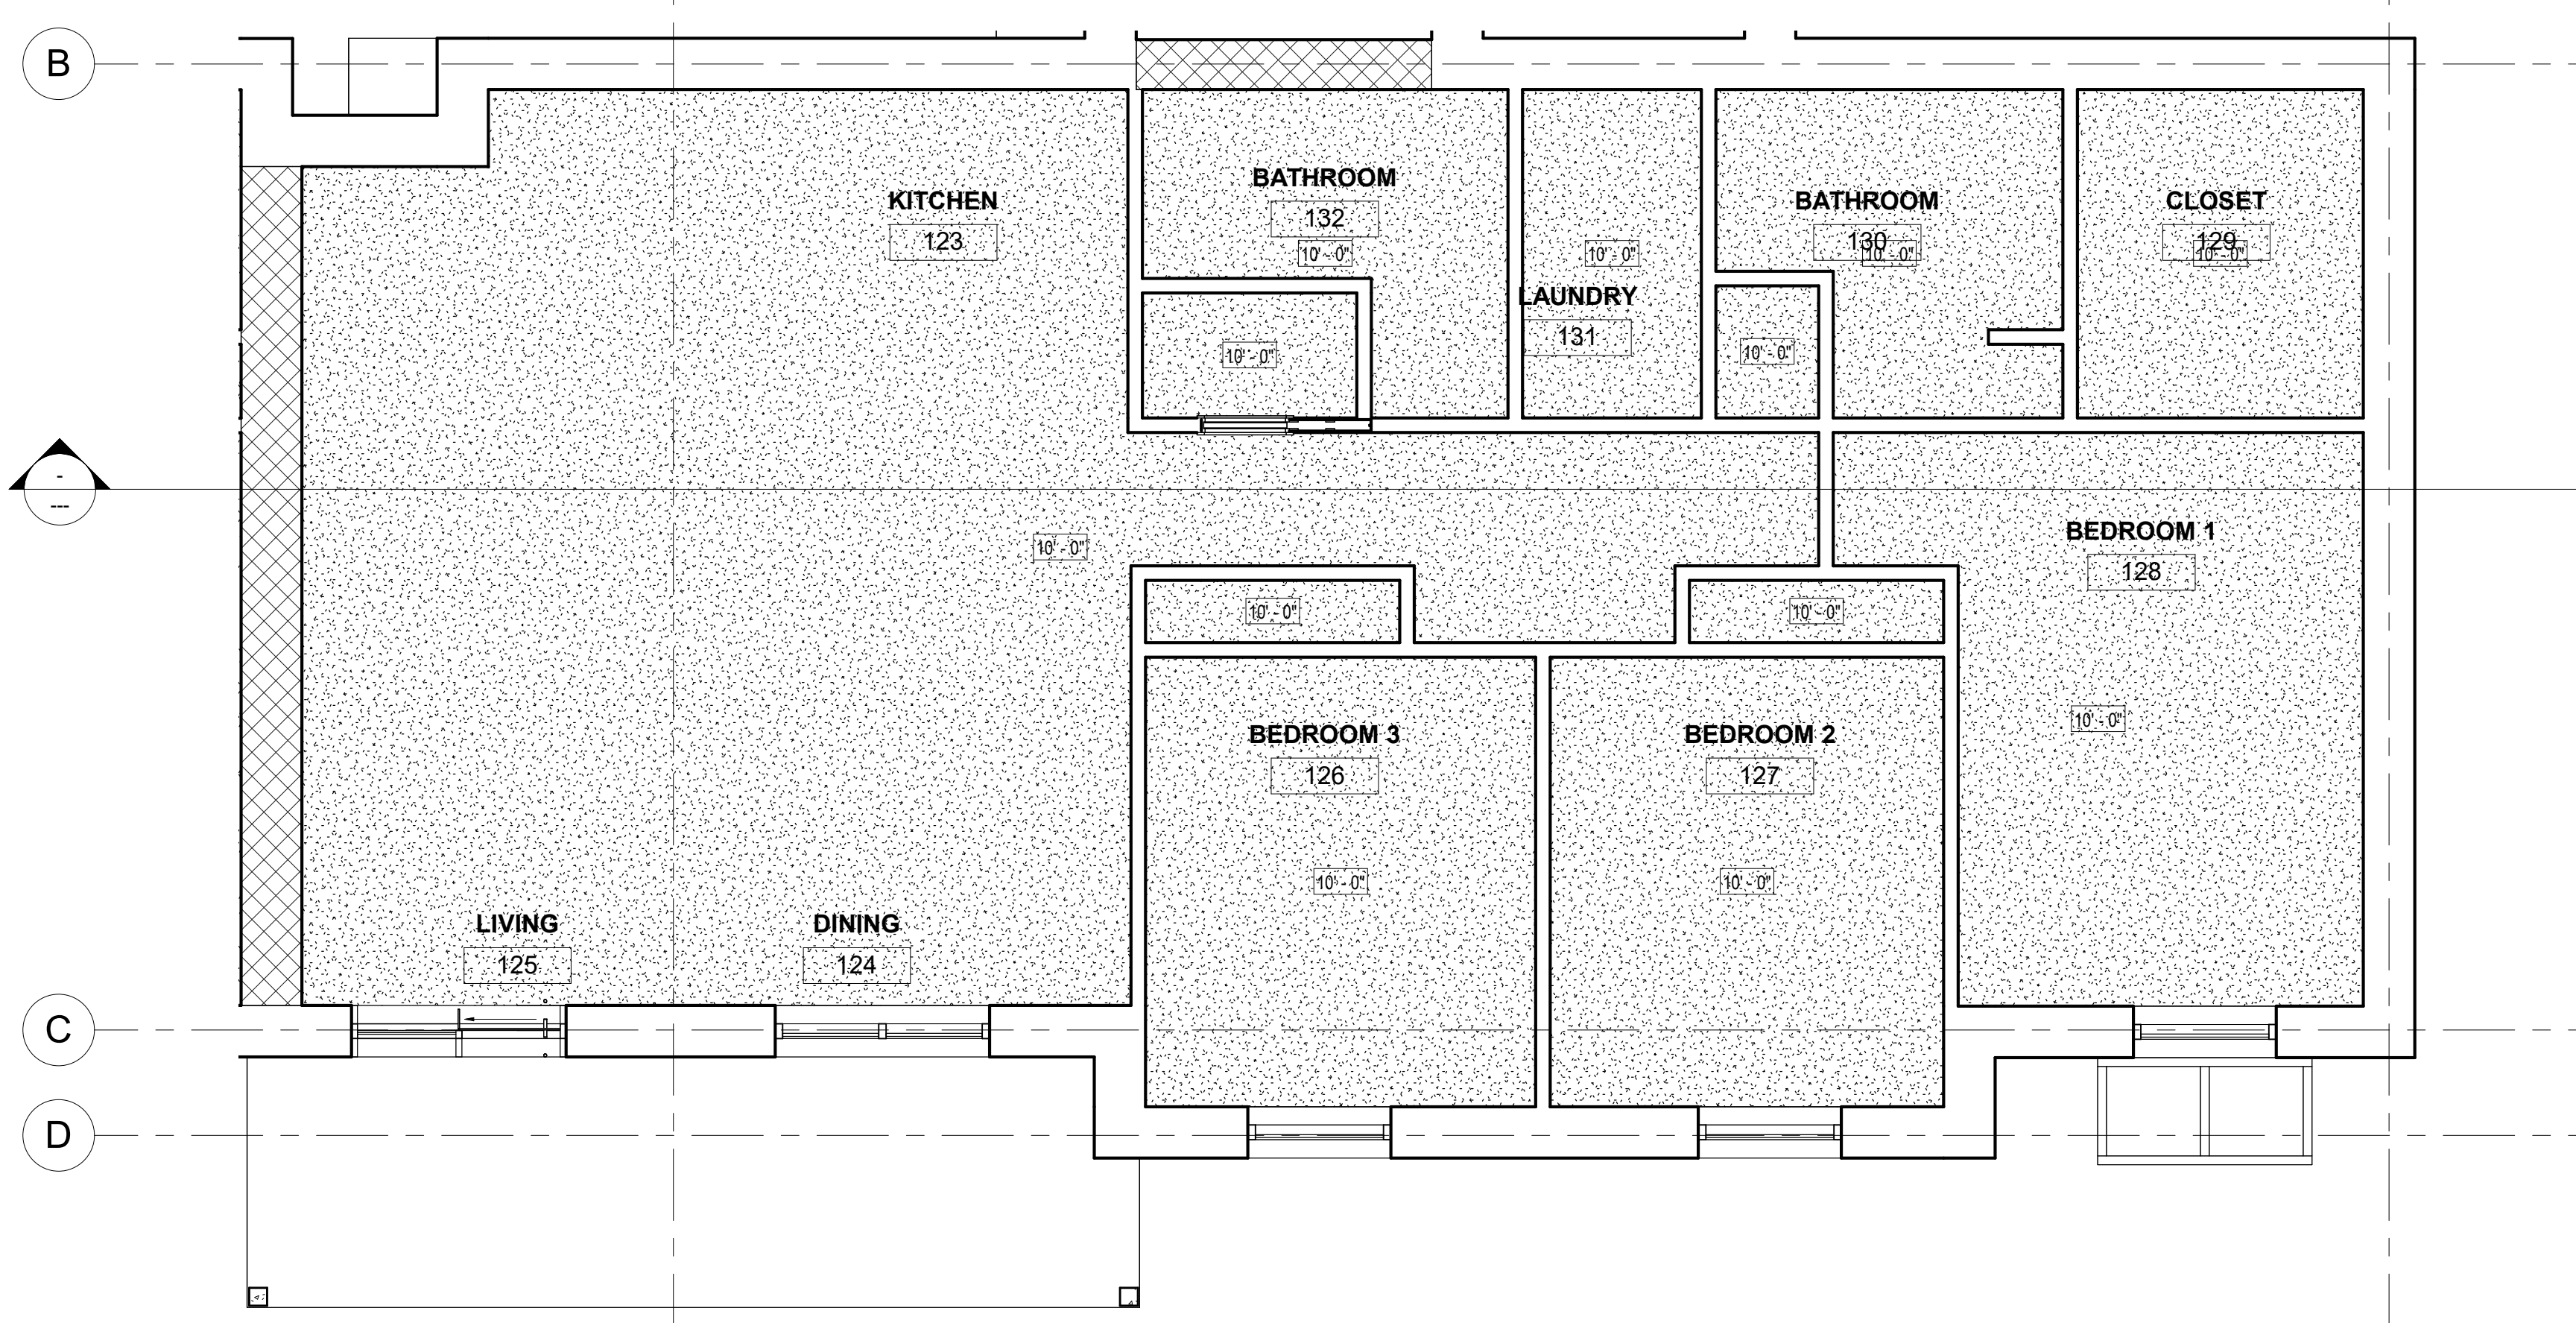 B
KITCHEN
123
BATHROOM
132
10' - 0"
10' - 0"
10' - 0"
LAUNDRY
131
BATHROOM
130
10' - 0"
10' - 0"
CLOSET
129
10' - 0"
-
---
10' - 0"
10' - 0"
10' - 0"
BEDROOM 1
128
10' - 0"
BEDROOM 3
126
10' - 0"
BEDROOM 2
127
10' - 0"
LIVING
125
DINING
124
C
D